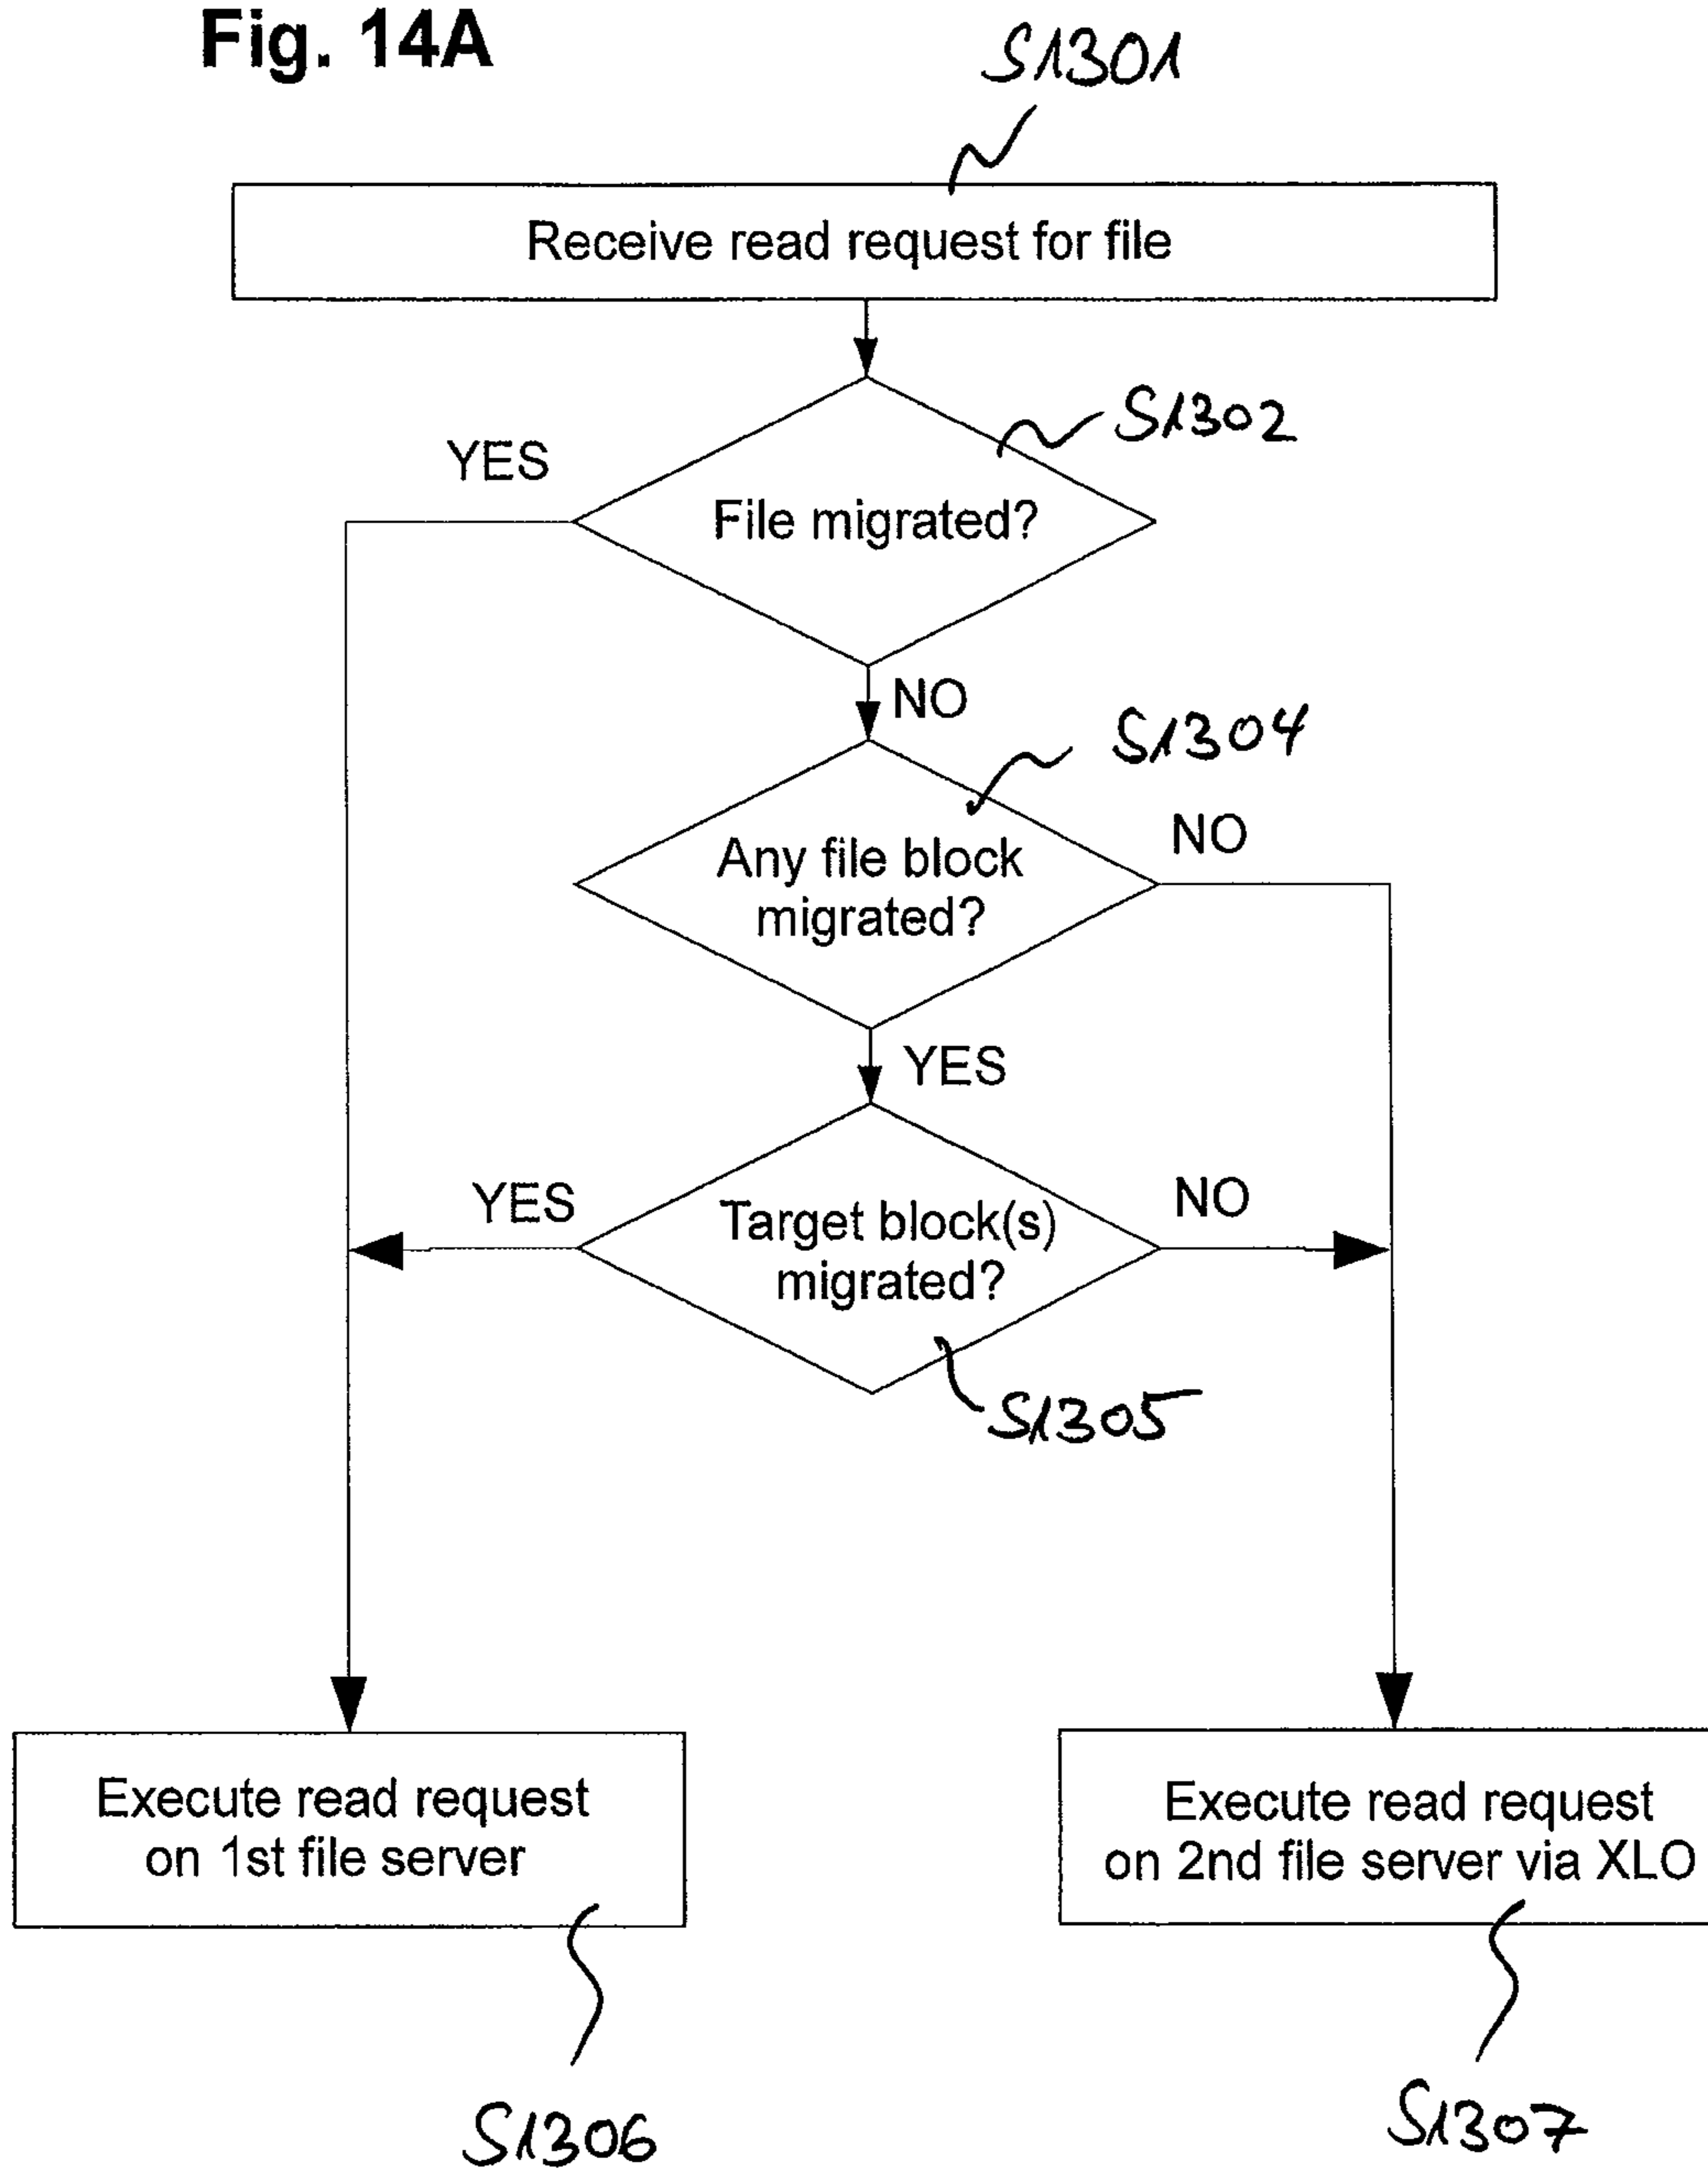 Fig. 14A
S1301
Receive read request for file
S1302
YES
File migrated?
NO
S1304
NO
Any file block
migrated?
YES
YES
NO
Target block(s)
migrated?
S1305
Execute read request
on 1st file server
Execute read request
on 2nd file server via XLO
S1306
S1307